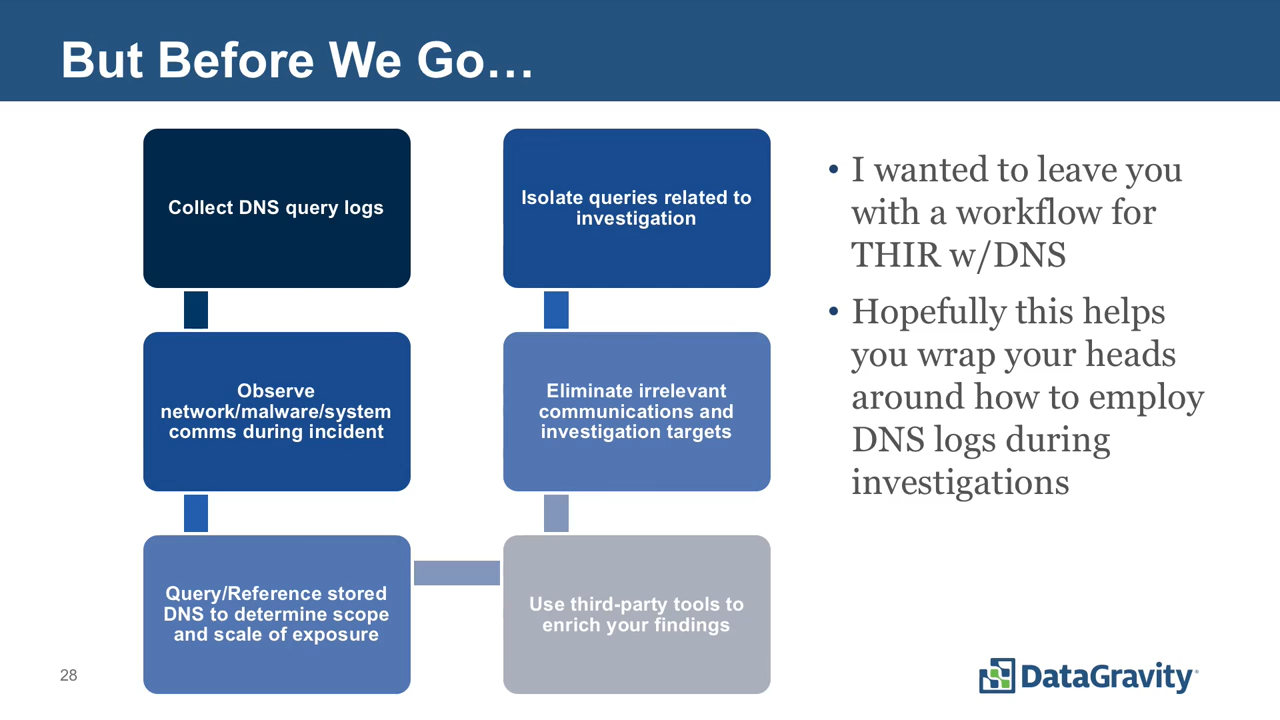 But Before We Go…
Collect DNS query logs
Observe
network/malware/system
comms during incident
Query/Reference stored
DNS to determine scope
and scale of exposure
Use third-party tools to
enrich your findings
Eliminate irrelevant
communications and
investigation targets
Isolate queries related to
investigation
• I wanted to leave you
with a workflow for
THIR w/DNS
• Hopefully this helps
you wrap your heads
around how to employ
DNS logs during
investigations
28
DataGravity